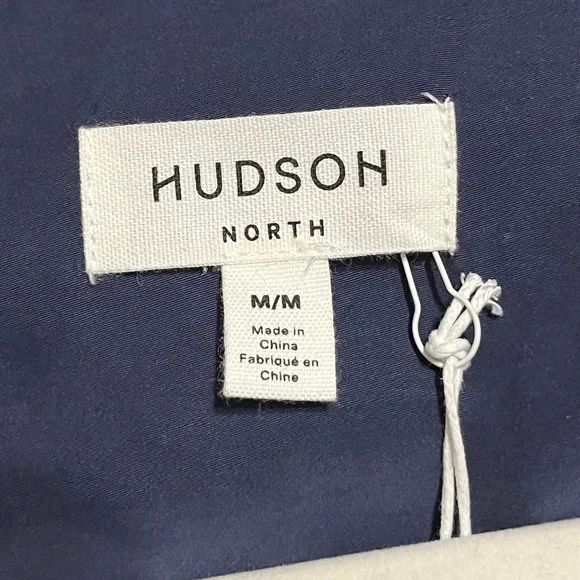 HUDSON
NORTH
M/M
Made in
China
Fabriqué en
Chine